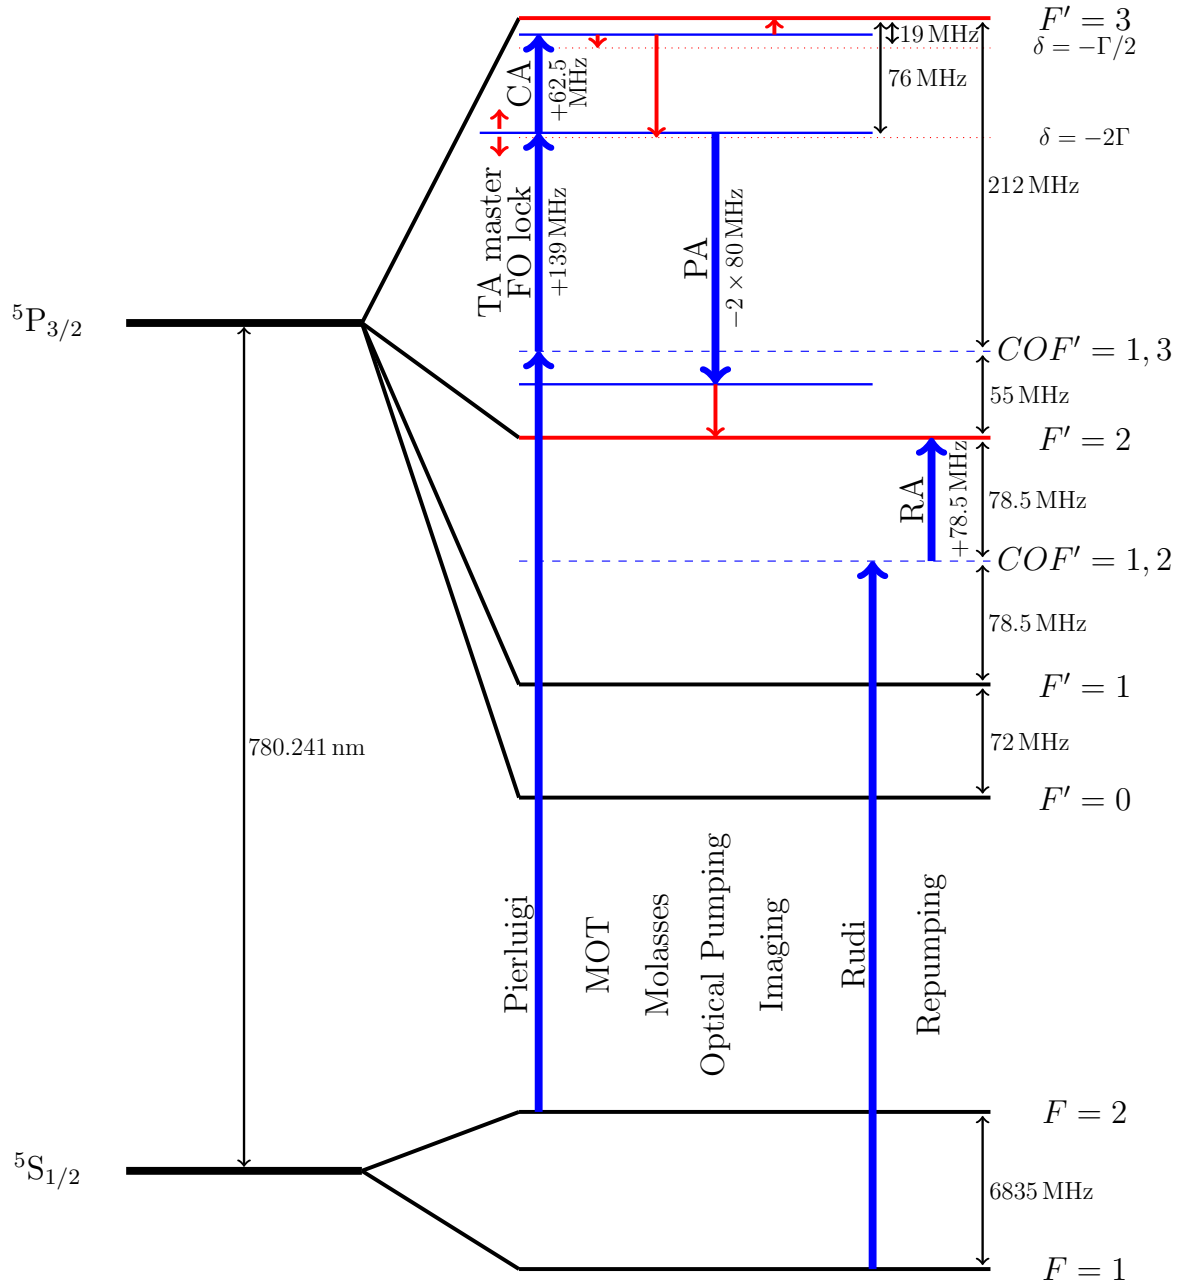 F′ = 3
19 MHz
δ = −Γ/2
CA
+62.5
MHz
76 MHz
δ = −2Γ
212 MHz
TA master
FO lock
+139 MHz
PA
−2 × 80 MHz
⁵P₃/₂
COF′ = 1, 3
55 MHz
F′ = 2
RA
+78.5 MHz
78.5 MHz
COF′ = 1, 2
78.5 MHz
F′ = 1
780.241 nm
72 MHz
F′ = 0
Pierluigi
MOT
Molasses
Optical Pumping
Imaging
Rudi
Repumping
F = 2
⁵S₁/₂
6835 MHz
F = 1